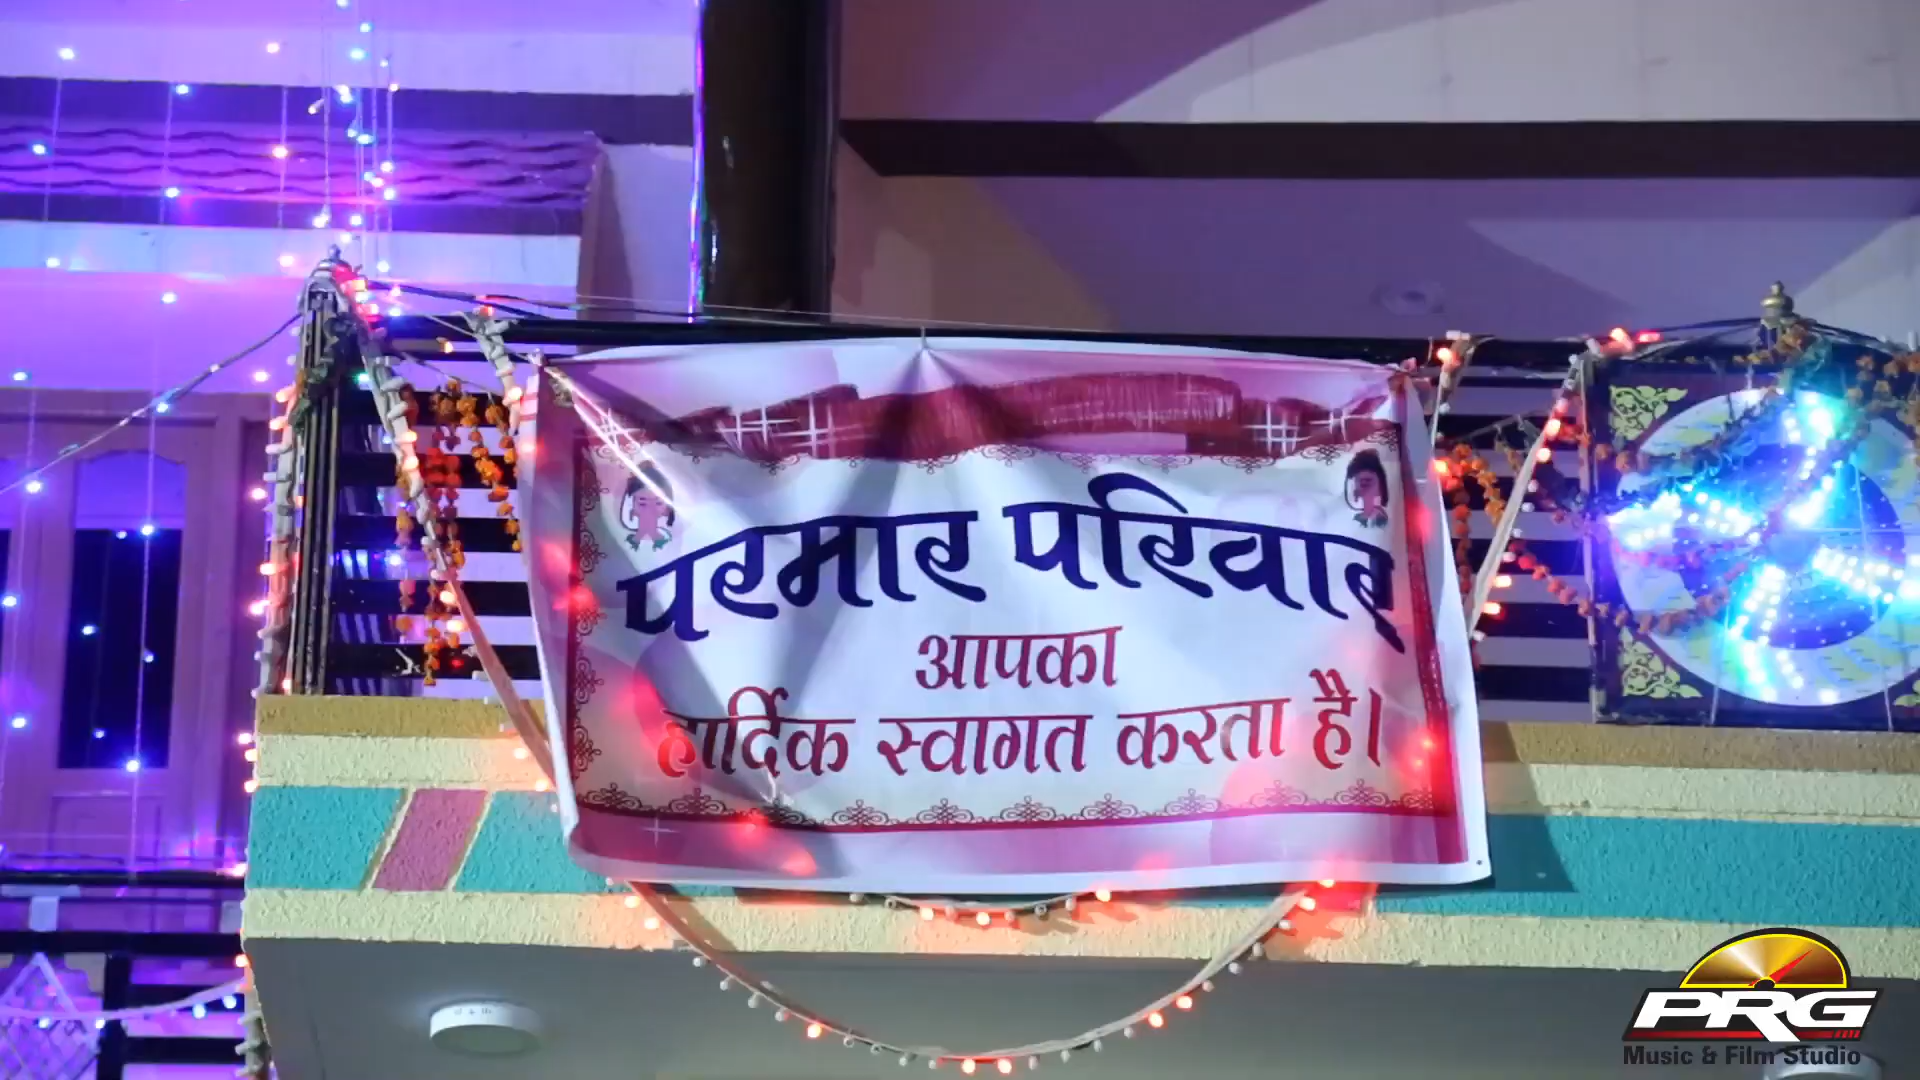 परमार परिवार
आपका
हार्दिक स्वागत करता है।
PRG
Music & Film Studio